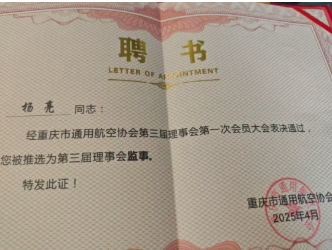 聘书
LETTER OF APPOINTMENT
杨亮 同志：
经重庆市通用航空协会第三届理事会第一次会员大会表决通过，
您被推选为第三届理事会监事。
特发此证！
重庆市通用航空协会
2025年4月